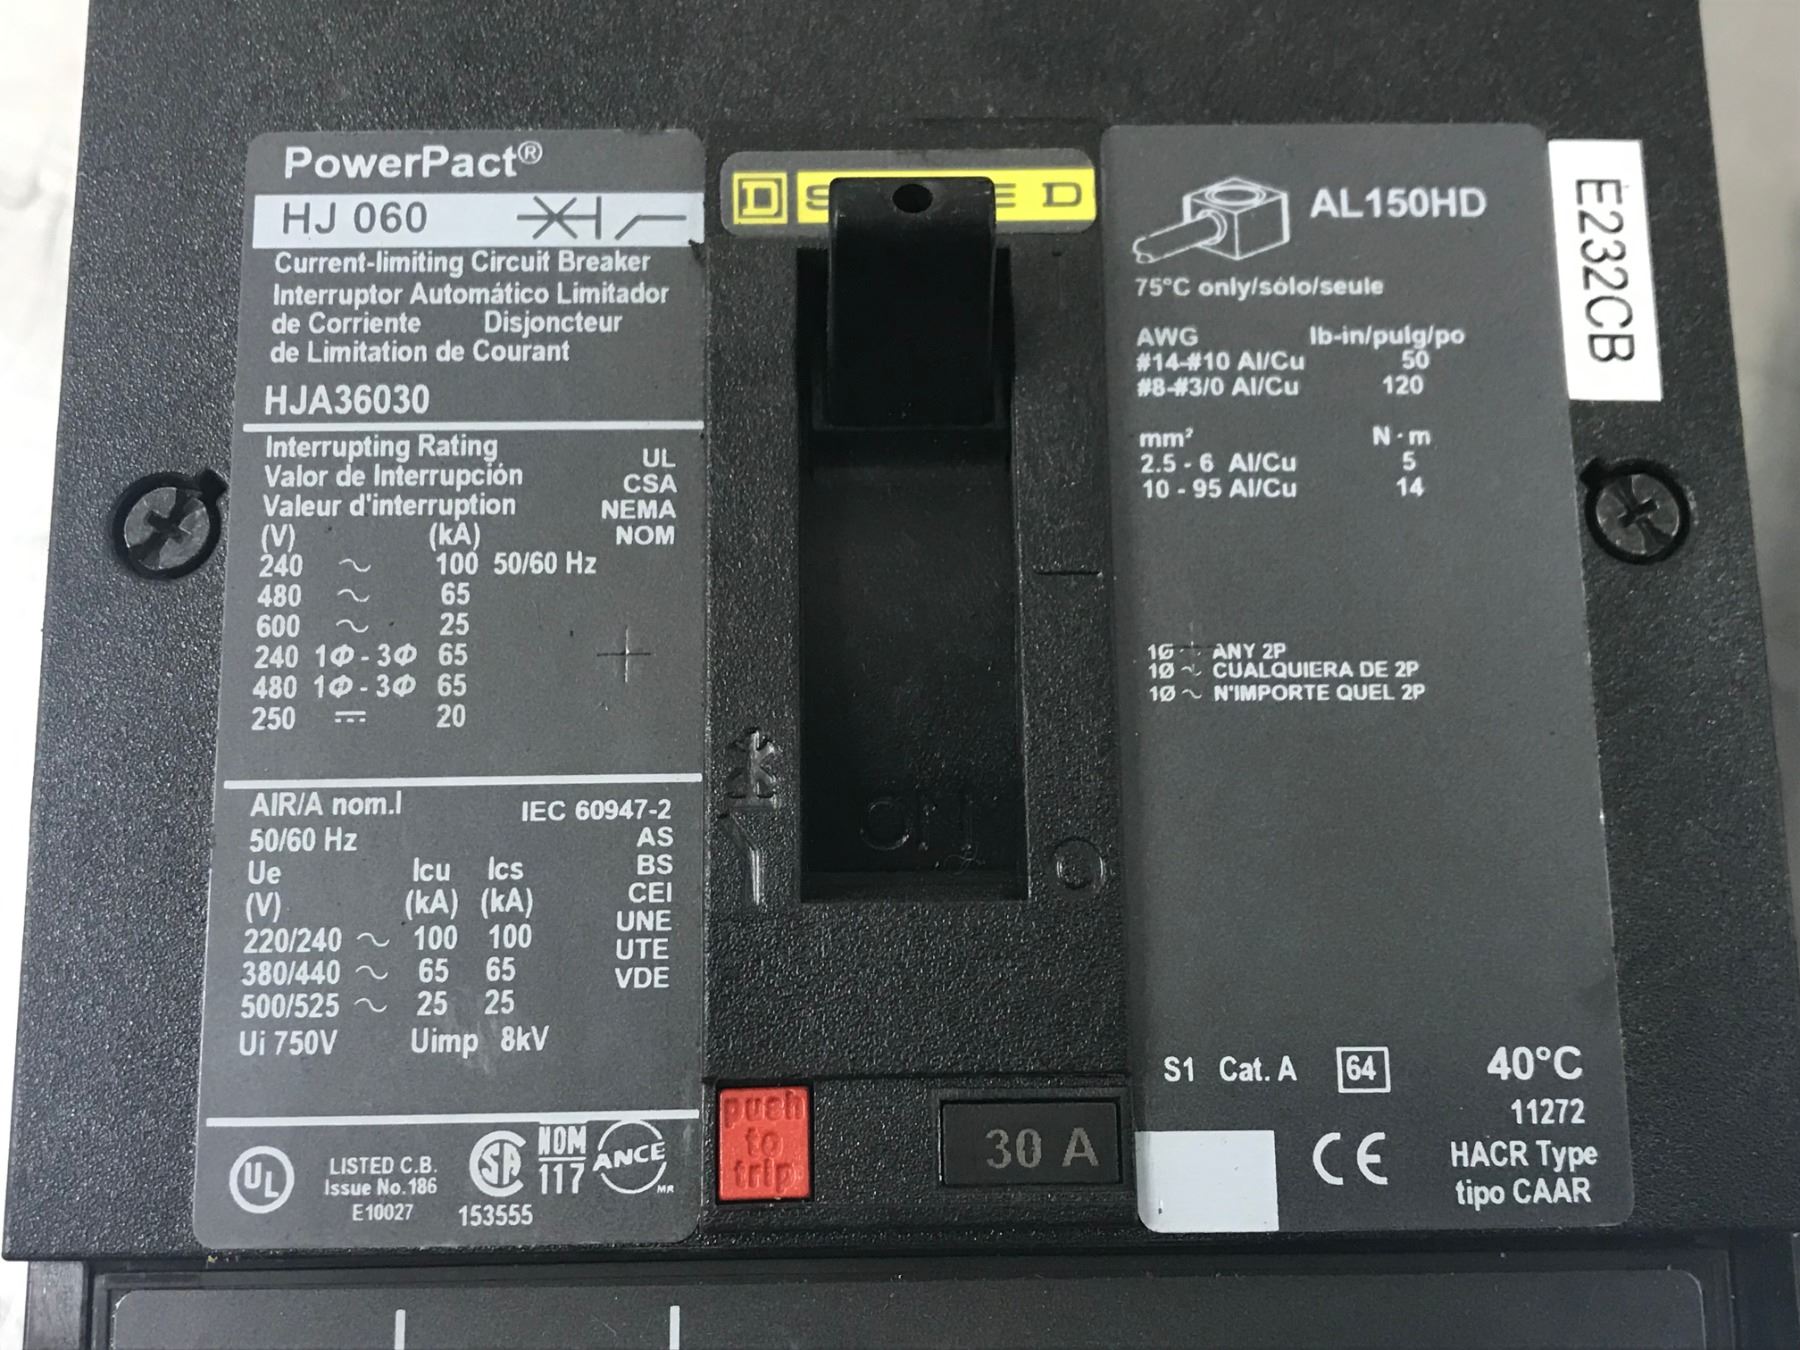 PowerPact®
HJ 060
Current-limiting Circuit Breaker
Interruptor Automático Limitador
de Corriente Disjoncteur
de Limitation de Courant
HJA36030
Interrupting Rating
Valor de Interrupción
Valeur d'interruption
UL
CSA
NEMA
NOM
(V) (kA)
240 ~ 100 50/60 Hz
480 ~ 65
600 ~ 25
240 1Φ - 3Φ 65
480 1Φ - 3Φ 65
250 ⎓ 20
AIR/A nom.I
50/60 Hz
IEC 60947-2
AS
BS
CEI
UNE
UTE
VDE
Ue Icu Ics
(V) (kA) (kA)
220/240 ~ 100 100
380/440 ~ 65 65
500/525 ~ 25 25
Ui 750V Uimp 8kV
UL
LISTED C.B.
Issue No.186
E10027
SA
153555
NOM
117
ANCE
MR
D
E D
I
ON
O
push
to
trip
30 A
AL150HD
75°C only/sólo/seule
AWG lb-in/pulg/po
#14-#10 Al/Cu 50
#8-#3/0 Al/Cu 120
mm² N · m
2.5 - 6 Al/Cu 5
10 - 95 Al/Cu 14
ANY 2P
1Ø ~ CUALQUIERA DE 2P
1Ø ~ N'IMPORTE QUEL 2P
S1 Cat. A 64 40°C
11272
CE
HACR Type
tipo CAAR
E232CB